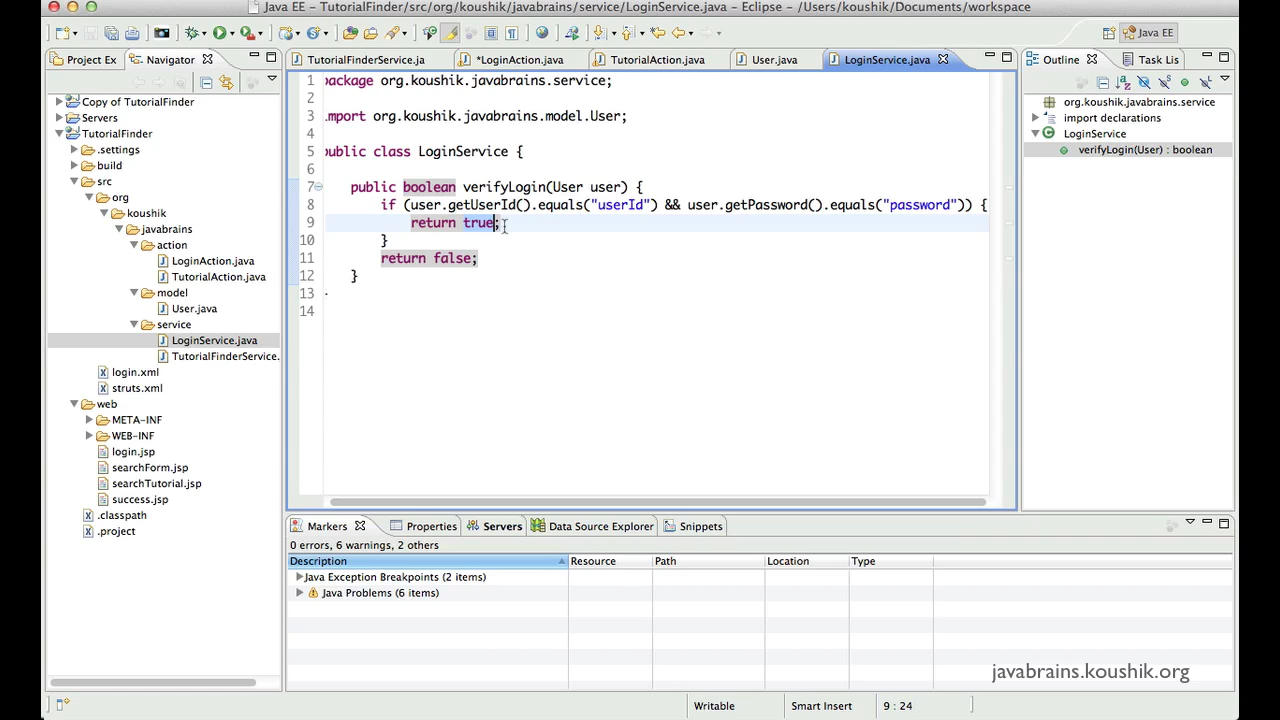 Java EE - TutorialFinder/src/org/koushik/javabrains/service/LoginService.java - Eclipse - /Users/koushik/Documents/workspace
Java EE
Project Ex
Navigator
TutorialFinderService.ja
*LoginAction.java
TutorialAction.java
User.java
LoginService.java
Outline
Task Lis
Copy of TutorialFinder
Servers
TutorialFinder
.settings
build
src
org
koushik
javabrains
action
LoginAction.java
TutorialAction.java
model
User.java
service
LoginService.java
TutorialFinderService.
login.xml
struts.xml
web
META-INF
WEB-INF
login.jsp
searchForm.jsp
searchTutorial.jsp
success.jsp
.classpath
.project
1 package org.koushik.javabrains.service;
2
3 import org.koushik.javabrains.model.User;
4
5 public class LoginService {
6
7 public boolean verifyLogin(User user) {
8 if (user.getUserId().equals("userId") && user.getPassword().equals("password")) {
9 return true;
10 }
11 return false;
12 }
13
14
org.koushik.javabrains.service
import declarations
LoginService
verifyLogin(User) : boolean
Markers
Properties
Servers
Data Source Explorer
Snippets
0 errors, 6 warnings, 2 others
Description Resource Path Location Type
Java Exception Breakpoints (2 items)
Java Problems (6 items)
javabrains.koushik.org
Writable
Smart Insert
9 : 24